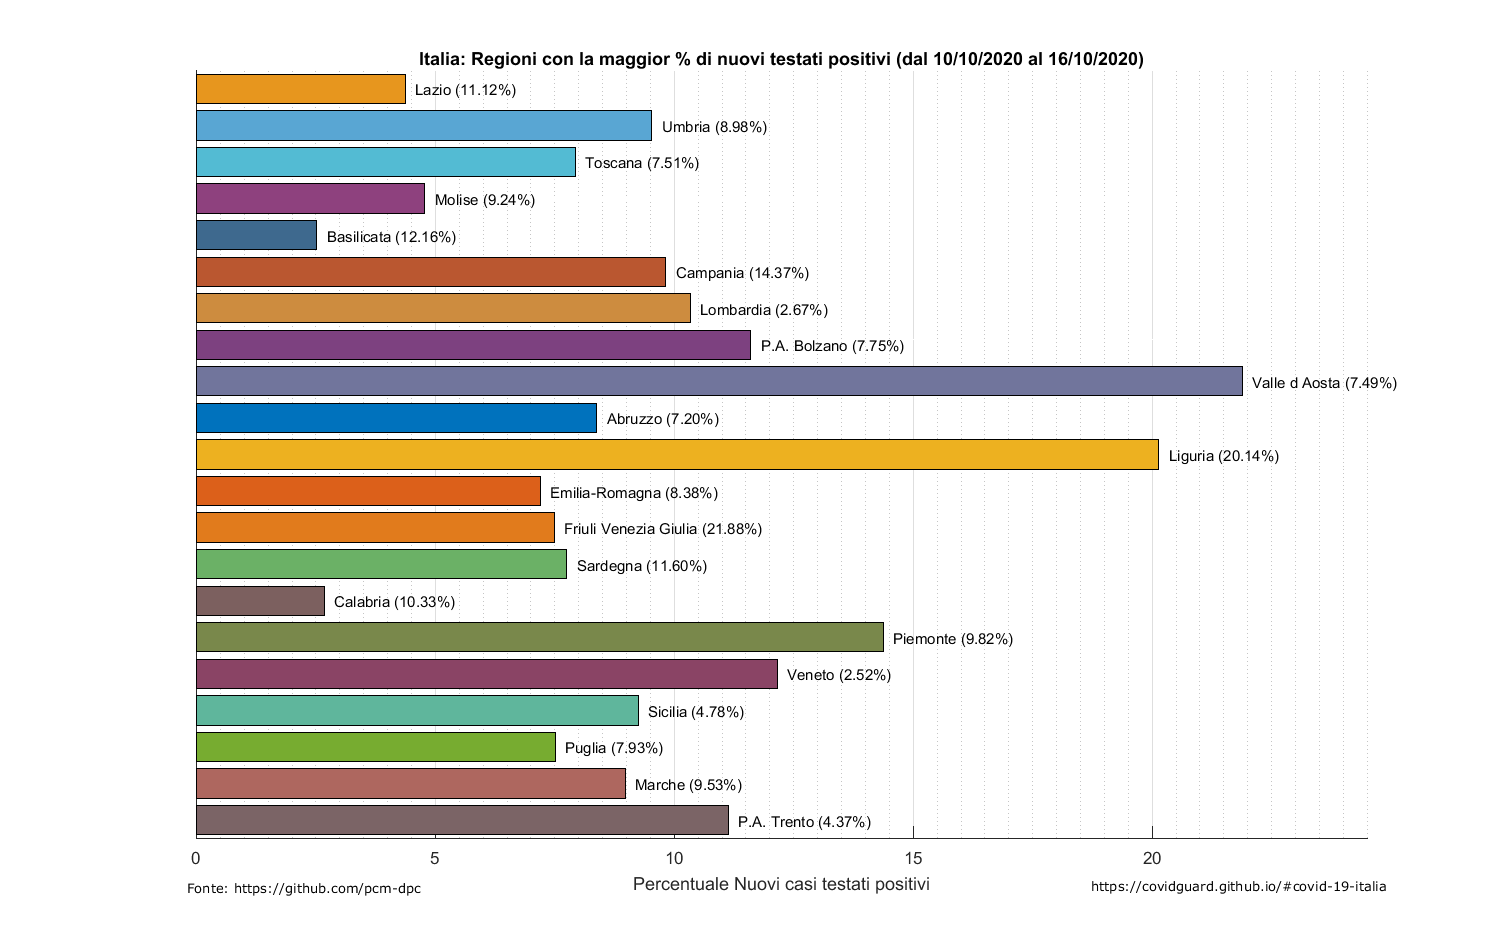 Italia: Regioni con la maggior % di nuovi testati positivi (dal 10/10/2020 al 16/10/2020)
Lazio (11.12%)
Umbria (8.98%)
Toscana (7.51%)
Molise (9.24%)
Basilicata (12.16%)
Campania (14.37%)
Lombardia (2.67%)
P.A. Bolzano (7.75%)
Valle d Aosta (7.49%)
Abruzzo (7.20%)
Liguria (20.14%)
Emilia-Romagna (8.38%)
Friuli Venezia Giulia (21.88%)
Sardegna (11.60%)
Calabria (10.33%)
Piemonte (9.82%)
Veneto (2.52%)
Sicilia (4.78%)
Puglia (7.93%)
Marche (9.53%)
P.A. Trento (4.37%)
0 5 10 15 20
Percentuale Nuovi casi testati positivi
Fonte: https://github.com/pcm-dpc
https://covidguard.github.io/#covid-19-italia